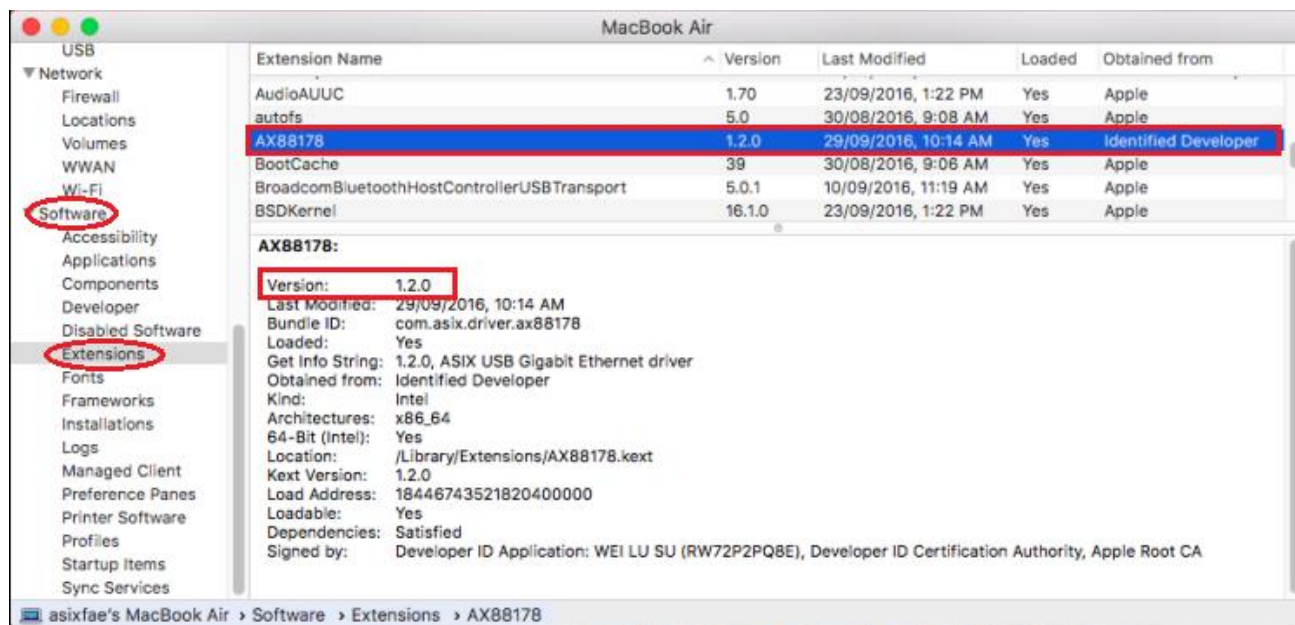 MacBook Air
USB
Network
Firewall
Locations
Volumes
WWAN
Wi-Fi
Software
Accessibility
Applications
Components
Developer
Disabled Software
Extensions
Fonts
Frameworks
Installations
Logs
Managed Client
Preference Panes
Printer Software
Profiles
Startup Items
Sync Services
Extension Name Version Last Modified Loaded Obtained from
AudioAUUC 1.70 23/09/2016, 1:22 PM Yes Apple
autofs 5.0 30/08/2016, 9:08 AM Yes Apple
AX88178 1.2.0 29/09/2016, 10:14 AM Yes Identified Developer
BootCache 39 30/08/2016, 9:06 AM Yes Apple
BroadcomBluetoothHostControllerUSBTransport 5.0.1 10/09/2016, 11:19 AM Yes Apple
BSDKernel 16.1.0 23/09/2016, 1:22 PM Yes Apple
AX88178:
Version: 1.2.0
Last Modified: 29/09/2016, 10:14 AM
Bundle ID: com.asix.driver.ax88178
Loaded: Yes
Get Info String: 1.2.0, ASIX USB Gigabit Ethernet driver
Obtained from: Identified Developer
Kind: Intel
Architectures: x86_64
64-Bit (Intel): Yes
Location: /Library/Extensions/AX88178.kext
Kext Version: 1.2.0
Load Address: 18446743521820400000
Loadable: Yes
Dependencies: Satisfied
Signed by: Developer ID Application: WEI LU SU (RW72P2PQ8E), Developer ID Certification Authority, Apple Root CA
asixfae's MacBook Air › Software › Extensions › AX88178